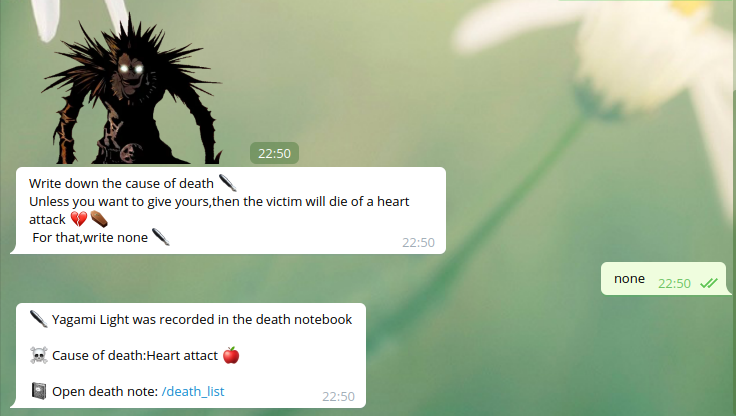 22:50
Write down the cause of death
Unless you want to give yours,then the victim will die of a heart
attack
For that,write none
22:50
none 22:50
Yagami Light was recorded in the death notebook
Cause of death:Heart attact
Open death note: /death_list
22:50